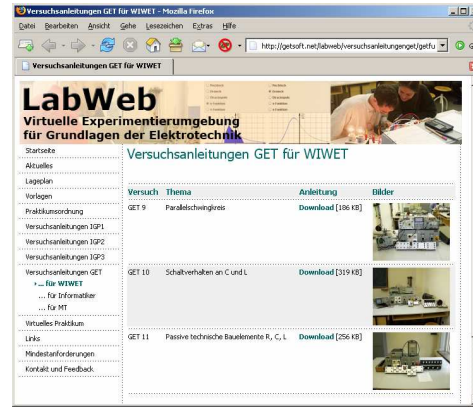 Versuchsanleitungen GET für WIWET - Mozilla Firefox
Datei Bearbeiten Ansicht Gehe Lesezeichen Extras Hilfe
http://getsoft.net/labweb/versuchsanleitungenget/getfu
Versuchsanleitungen GET für WIWET
LabWeb
Virtuelle Experimentierumgebung
für Grundlagen der Elektrotechnik
Startseite
Aktuelles
Lageplan
Vorlagen
Praktikumsordnung
Versuchsanleitungen IGP1
Versuchsanleitungen IGP2
Versuchsanleitungen IGP3
Versuchsanleitungen GET
... für WIWET
... für Informatiker
... für MT
Virtuelles Praktikum
Links
Mindestanforderungen
Kontakt und Feedback
Versuchsanleitungen GET für WIWET
Versuch Thema Anleitung Bilder
GET 9 Parallelschwingkreis Download [186 KB]
GET 10 Schaltverhalten an C und L Download [319 KB]
GET 11 Passive technische Bauelemente R, C, L Download [256 KB]